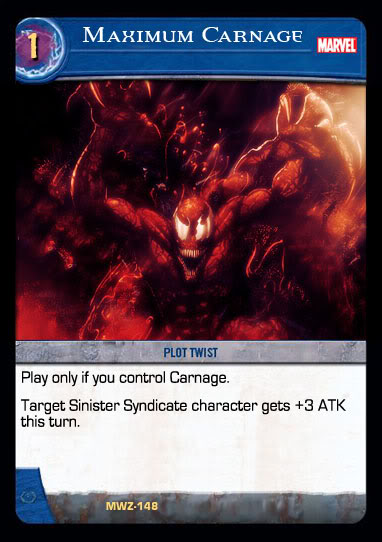 1
Maximum Carnage
MARVEL
PLOT TWIST
Play only if you control Carnage.
Target Sinister Syndicate character gets +3 ATK
this turn.
MWZ-148